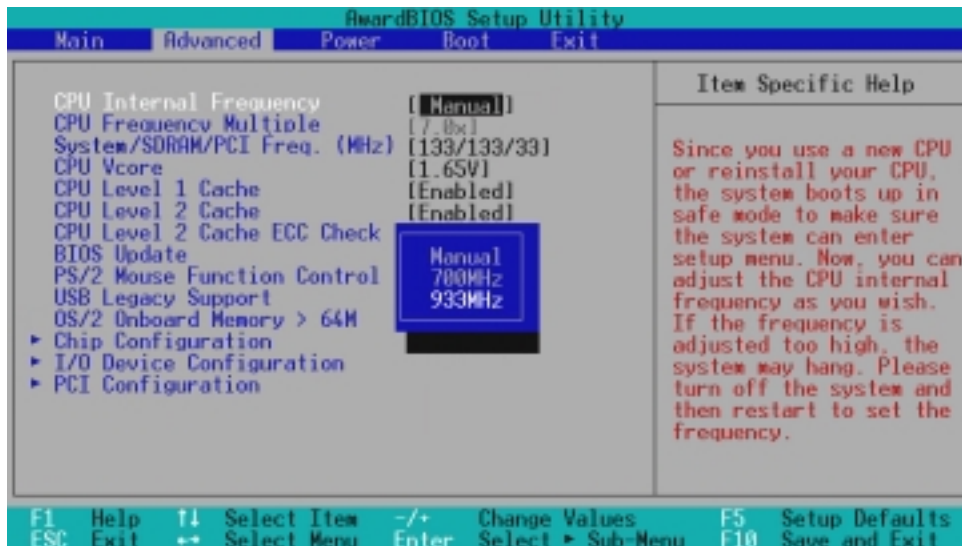 AwardBIOS Setup Utility
Main Advanced Power Boot Exit
Item Specific Help
CPU Internal Frequency [ Manual]
CPU Frequency Multiple [7.0x]
System/SDRAM/PCI Freq. (MHz) [133/133/33]
CPU Vcore [1.65V]
CPU Level 1 Cache [Enabled]
CPU Level 2 Cache [Enabled]
CPU Level 2 Cache ECC Check
BIOS Update
PS/2 Mouse Function Control
USB Legacy Support
OS/2 Onboard Memory > 64M
► Chip Configuration
► I/O Device Configuration
► PCI Configuration
Manual
700MHz
933MHz
Since you use a new CPU
or reinstall your CPU,
the system boots up in
safe mode to make sure
the system can enter
setup menu. Now, you can
adjust the CPU internal
frequency as you wish.
If the frequency is
adjusted too high, the
system may hang. Please
turn off the system and
then restart to set the
frequency.
F1 Help ↑↓ Select Item -/+ Change Values F5 Setup Defaults
ESC Exit ←→ Select Menu Enter Select ► Sub-Menu F10 Save and Exit